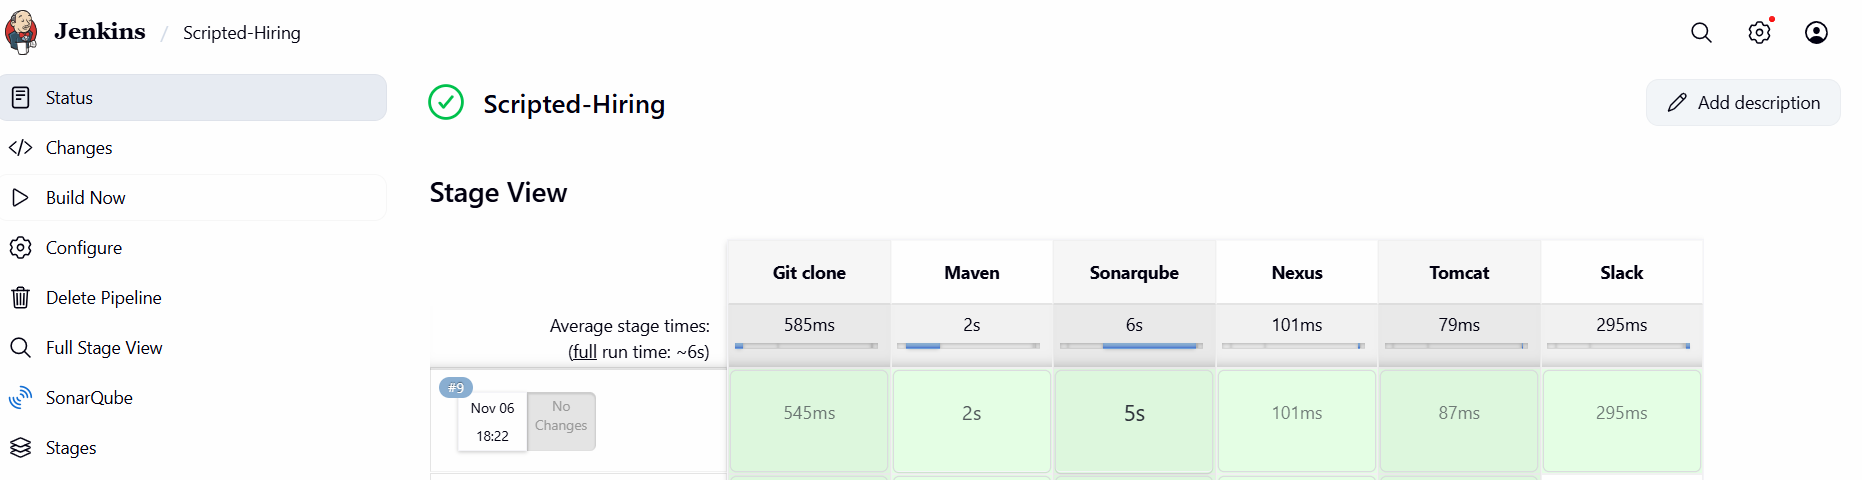 Jenkins / Scripted-Hiring
Status
Changes
Build Now
Configure
Delete Pipeline
Full Stage View
SonarQube
Stages
Scripted-Hiring
Add description
Stage View
Git clone Maven Sonarqube Nexus Tomcat Slack
Average stage times:
(full run time: ~6s)
585ms 2s 6s 101ms 79ms 295ms
#9
Nov 06
18:22
No
Changes
545ms 2s 5s 101ms 87ms 295ms